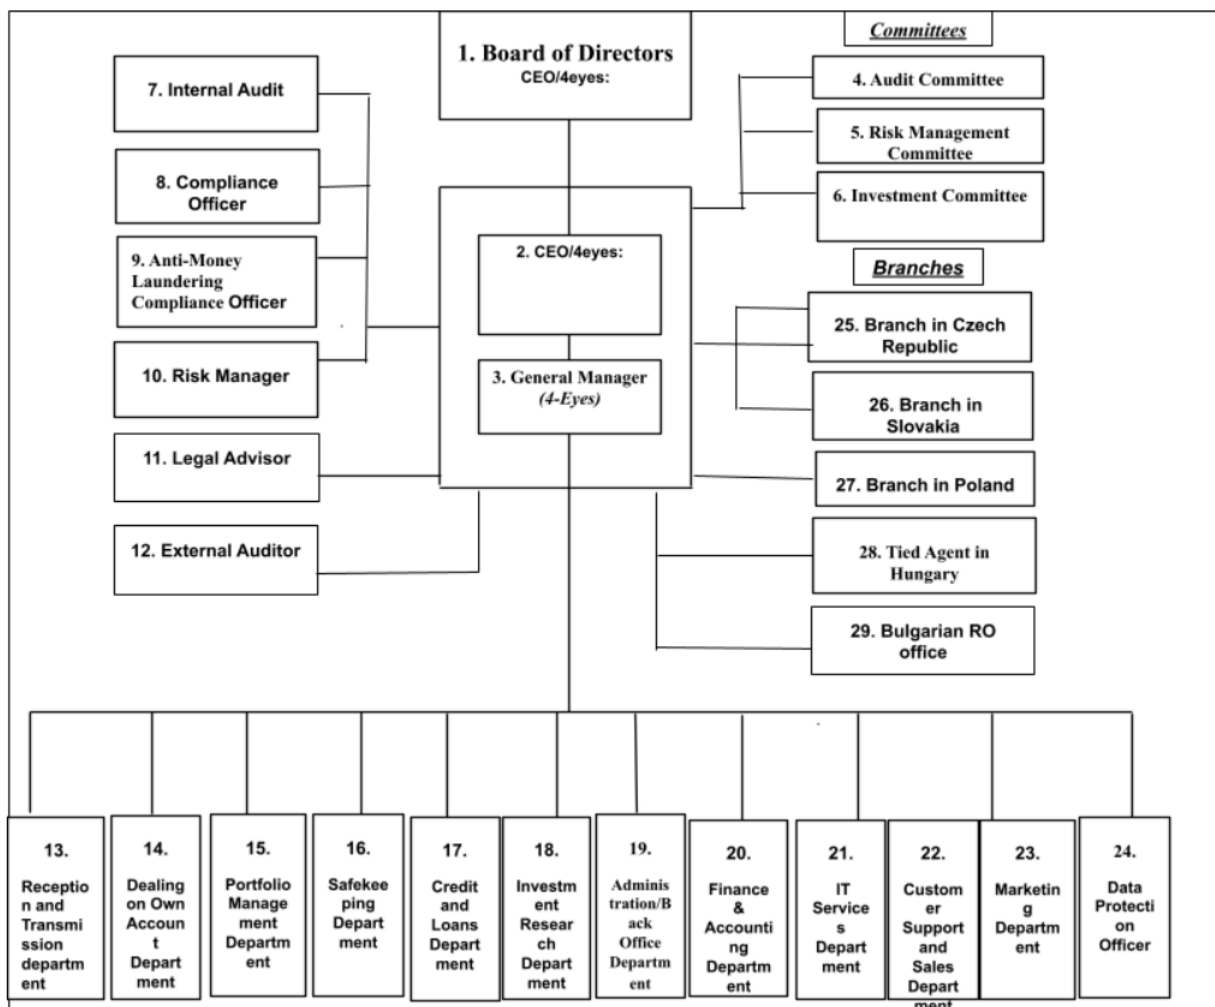 1. Board of Directors
CEO/4eyes:
Committees
7. Internal Audit
4. Audit Committee
5. Risk Management
Committee
8. Compliance
Officer
6. Investment Committee
9. Anti-Money
Laundering
Compliance Officer
2. CEO/4eyes:
Branches
25. Branch in Czech
Republic
10. Risk Manager
3. General Manager
(4-Eyes)
26. Branch in
Slovakia
11. Legal Advisor
27. Branch in Poland
12. External Auditor
28. Tied Agent in
Hungary
29. Bulgarian RO
office
13.
Receptio
n and
Transmi
ssion
departm
ent
14.
Dealing
on Own
Accoun
t
Depart
ment
15.
Portfolio
Manage
ment
Departm
ent
16.
Safekee
ping
Depart
ment
17.
Credit
and
Loans
Depart
ment
18.
Investm
ent
Resear
ch
Depart
ment
19.
Adminis
tration/B
ack
Office
Departm
ent
20.
Finance
&
Accounti
ng
Departm
ent
21.
IT
Service
s
Depart
ment
22.
Custom
er
Support
and
Sales
Depart
ment
23.
Marketin
g
Departm
ent
24.
Data
Protecti
on
Officer